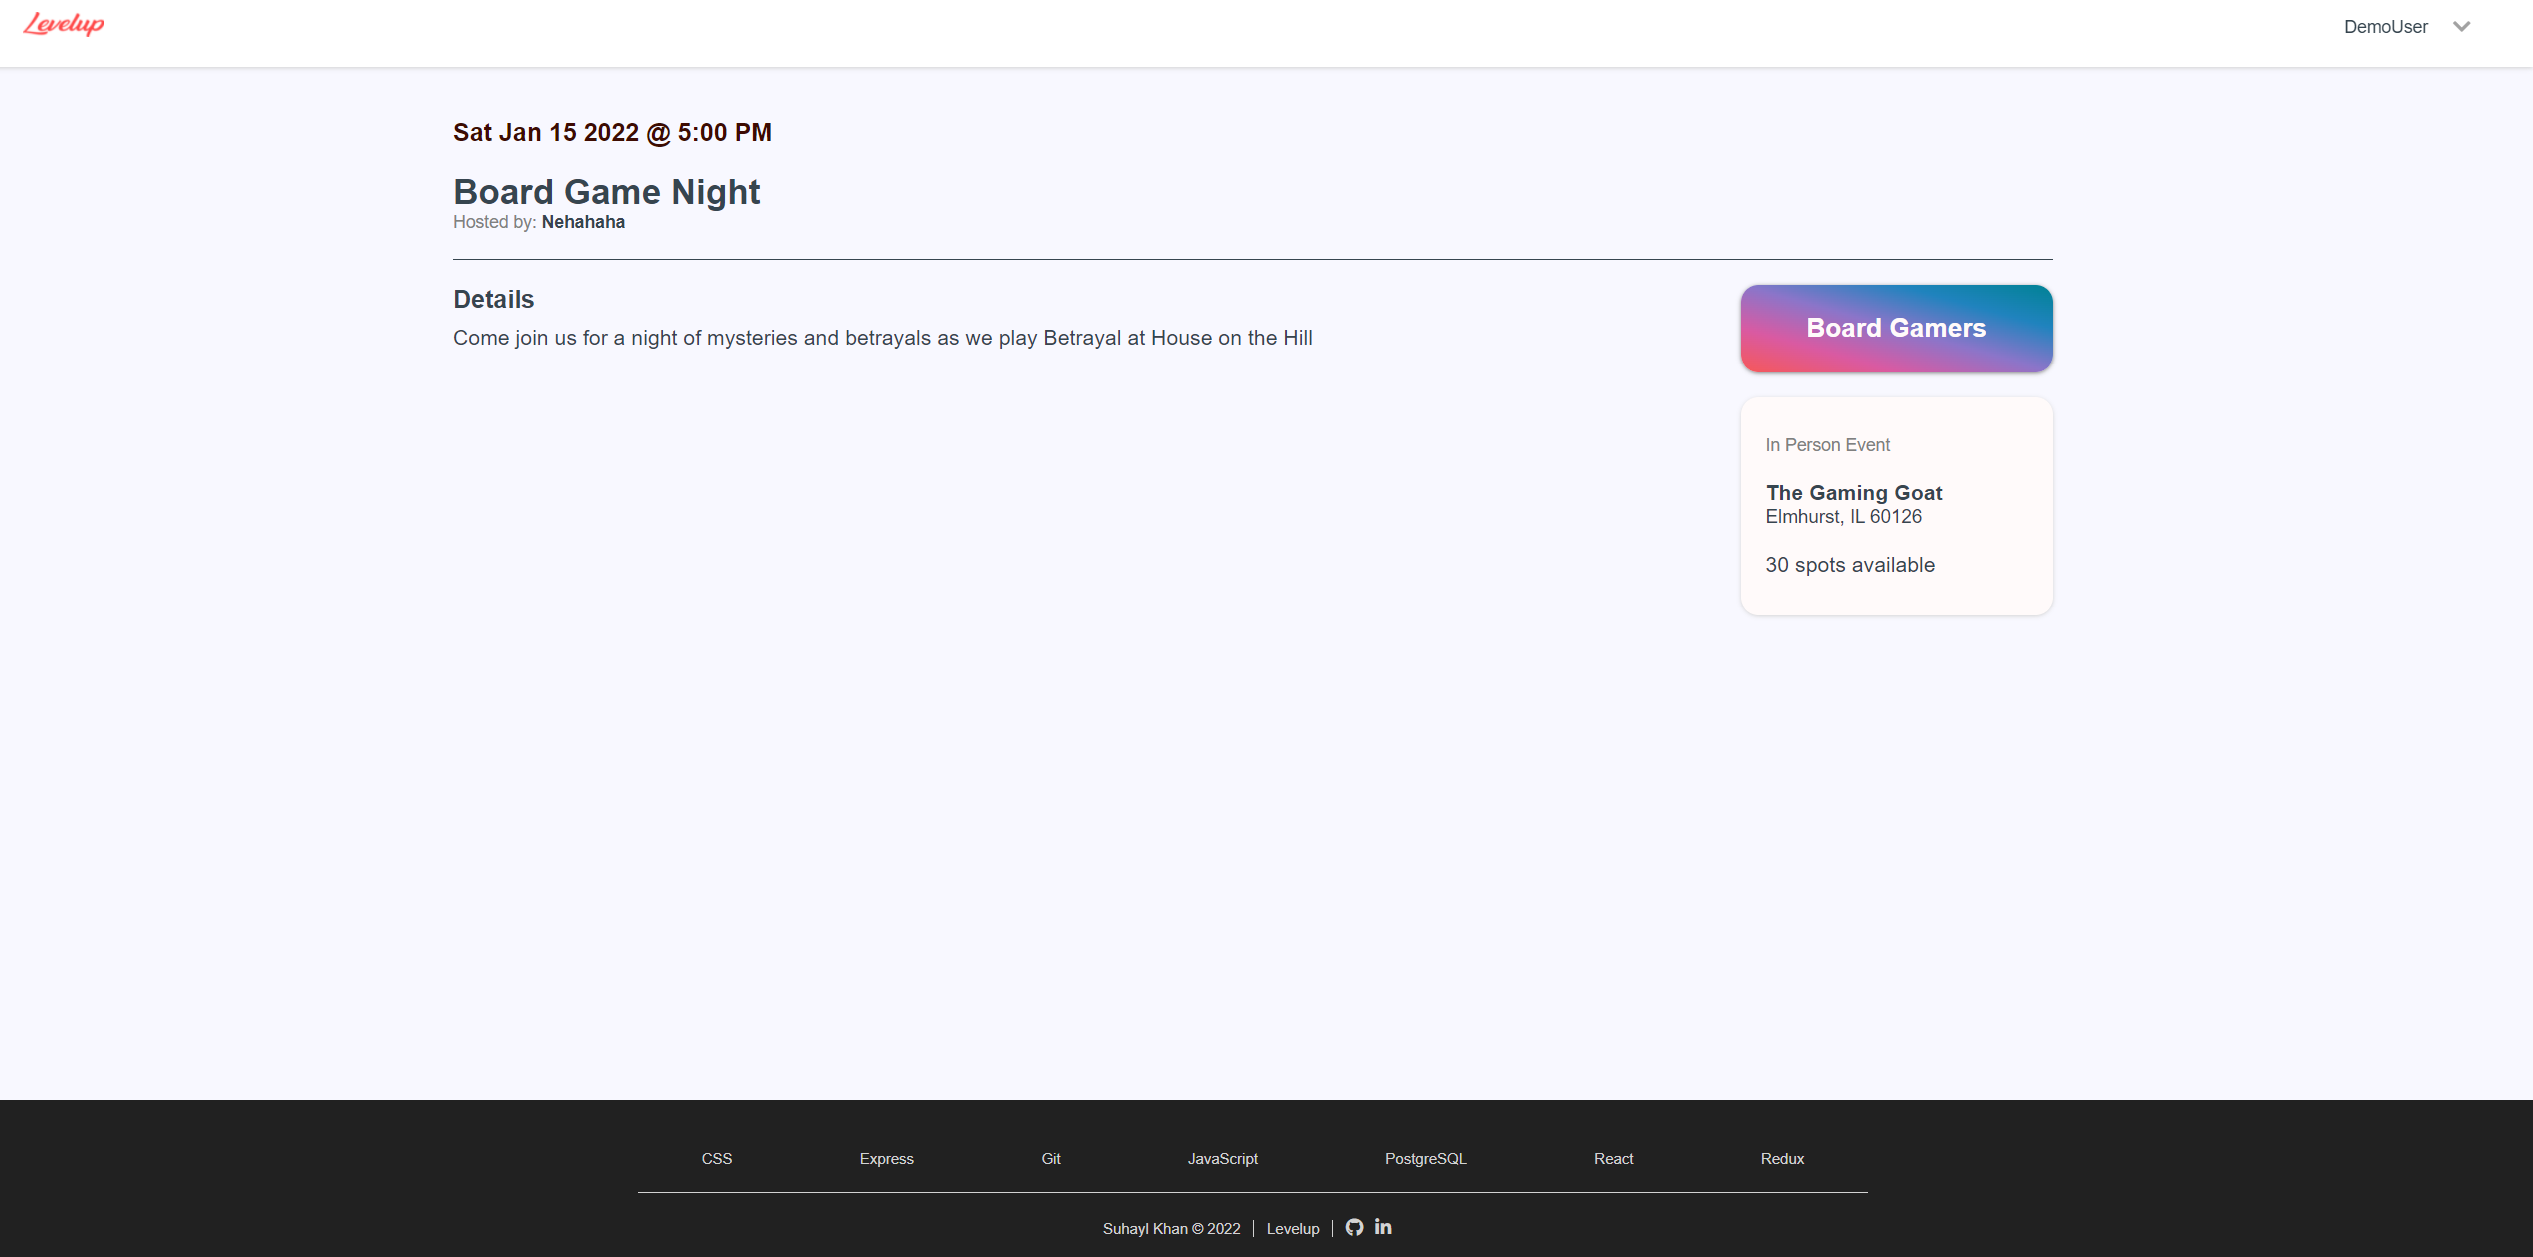 Levelup
DemoUser
Sat Jan 15 2022 @ 5:00 PM
Board Game Night
Hosted by: Nehahaha
Details
Come join us for a night of mysteries and betrayals as we play Betrayal at House on the Hill
Board Gamers
In Person Event
The Gaming Goat
Elmhurst, IL 60126
30 spots available
CSS Express Git JavaScript PostgreSQL React Redux
Suhayl Khan © 2022 | Levelup | in